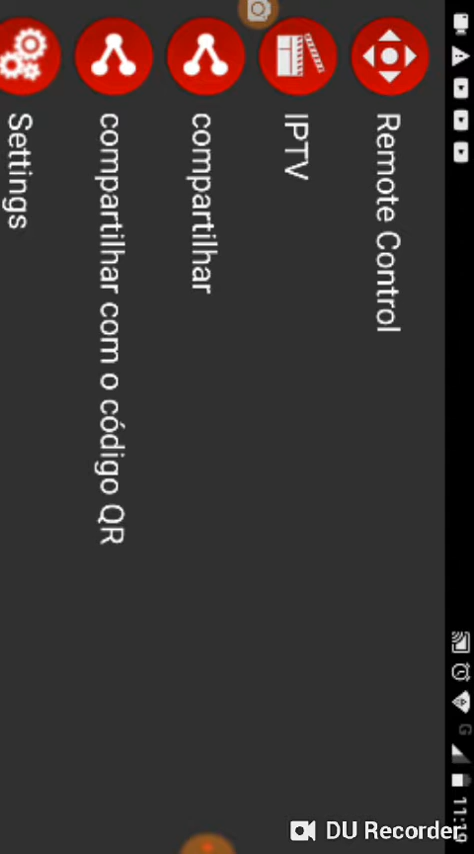 Remote Control
IPTV
compartilhar
compartilhar com o código QR
Settings
G
DU Recorder